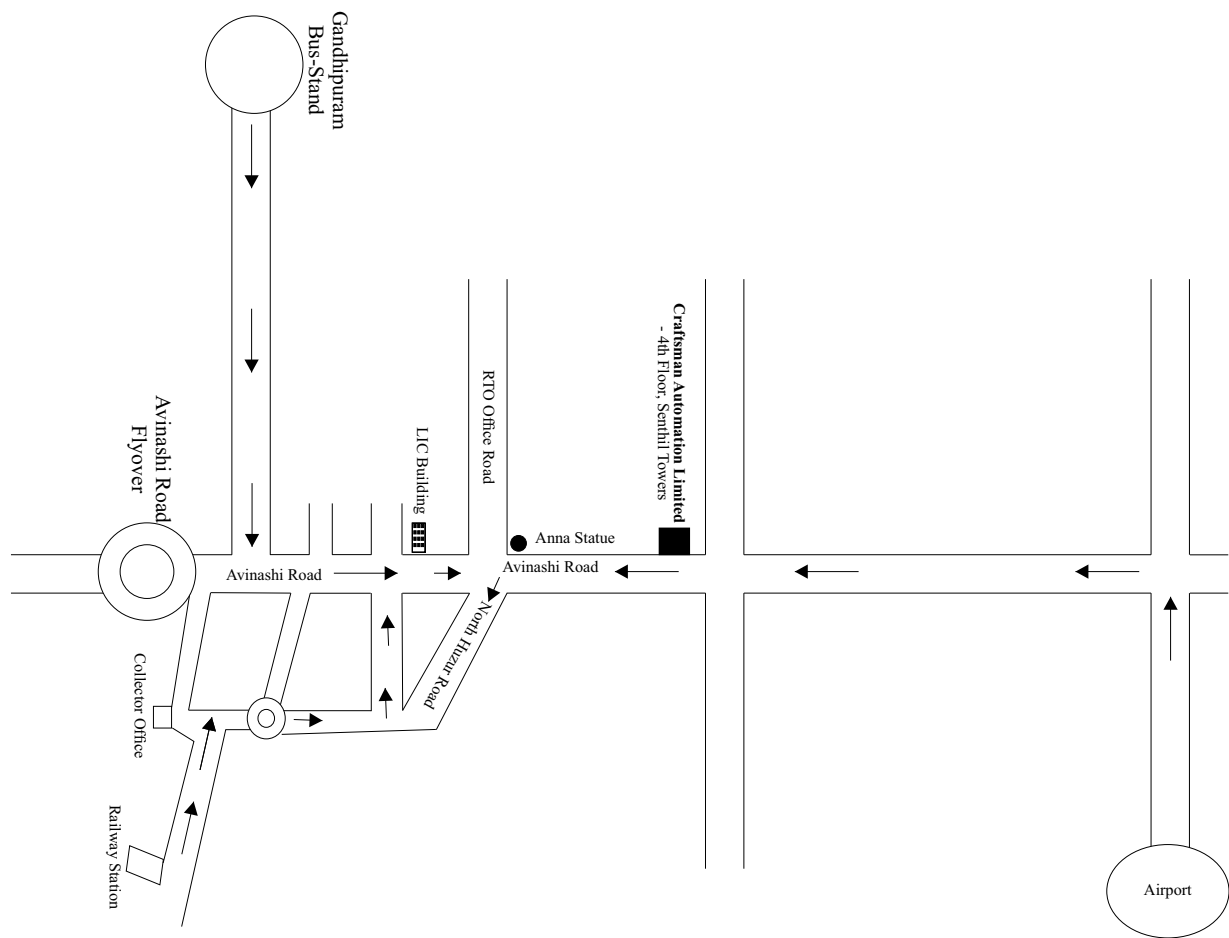 Gandhipuram
Bus-Stand
Craftsman Automation Limited
- 4th Floor, Senthil Towers
RTO Office Road
Avinashi Road
Flyover
LIC Building
Anna Statue
Avinashi Road
Avinashi Road
North Huzur Road
Collector Office
Railway Station
Airport